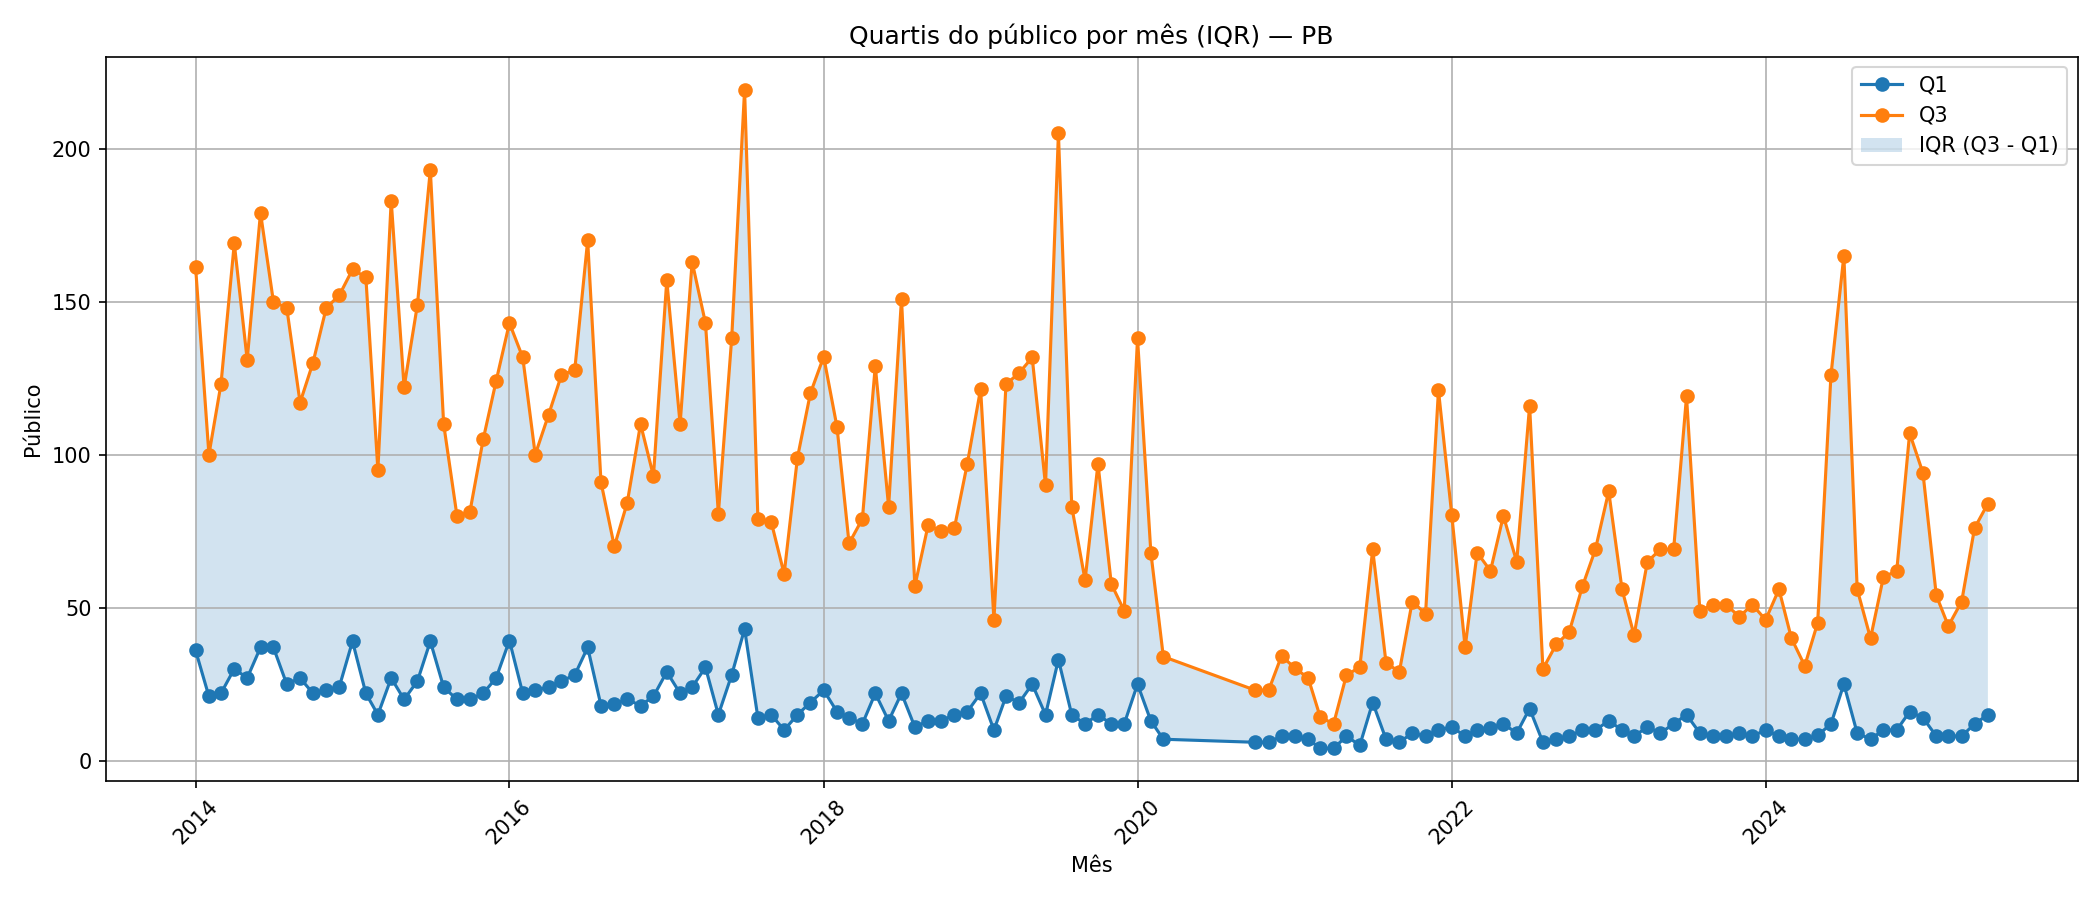 Quartis do público por mês (IQR) — PB
Q1
Q3
IQR (Q3 - Q1)
Público
200
150
100
50
0
2014
2016
2018
2020
2022
2024
Mês